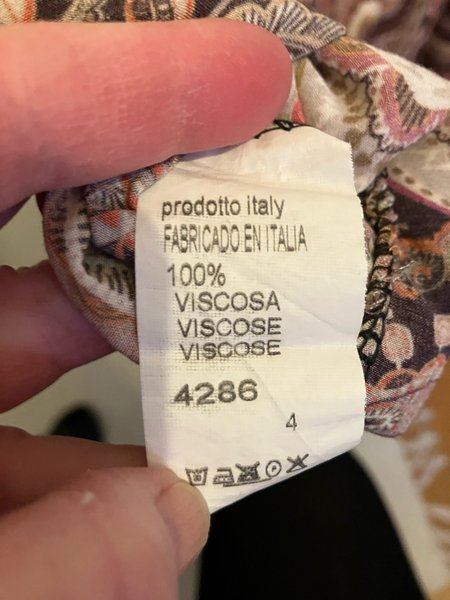 prodotto italy
FABRICADO EN ITALIA
100%
VISCOSA
VISCOSE
VISCOSE
4286
4